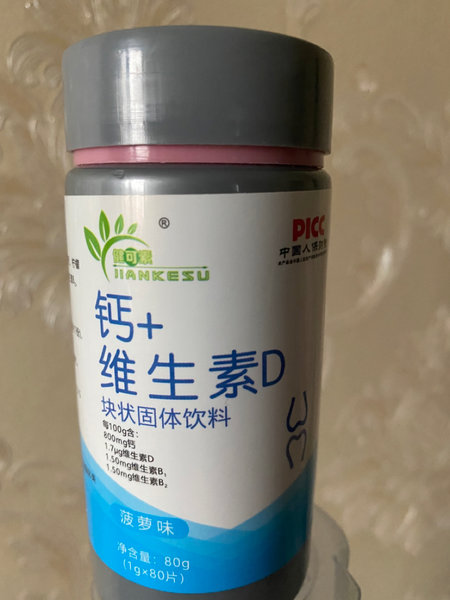 ®
健可素
JIANKESU
PICC
中国人保财险
钙+
维生素D
块状固体饮料
每100g含:
800mg钙
1.7μg维生素D
1.50mg维生素B₁
1.50mg维生素B₂
菠萝味
净含量: 80g
(1g×80片)